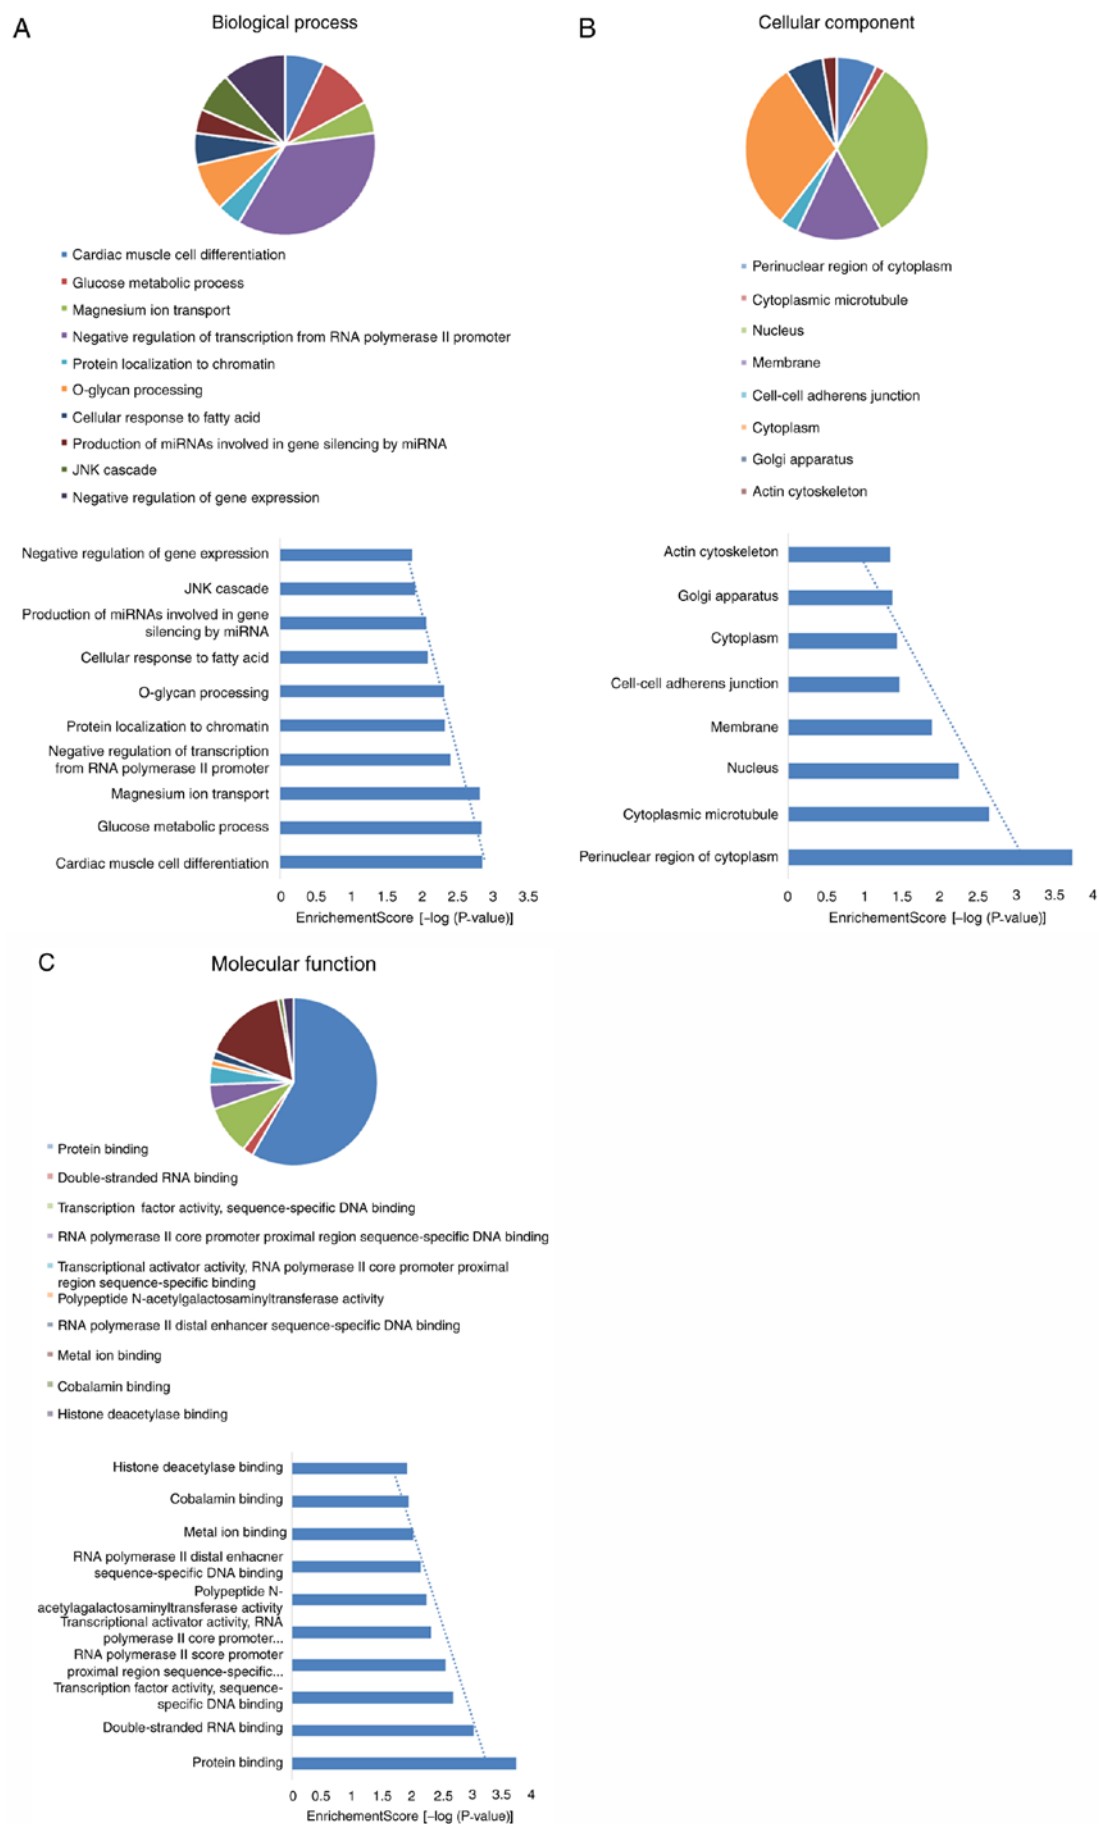 A
Biological process
Cardiac muscle cell differentiation
Glucose metabolic process
Magnesium ion transport
Negative regulation of transcription from RNA polymerase II promoter
Protein localization to chromatin
O-glycan processing
Cellular response to fatty acid
Production of miRNAs involved in gene silencing by miRNA
JNK cascade
Negative regulation of gene expression
Negative regulation of gene expression
JNK cascade
Production of miRNAs involved in gene
silencing by miRNA
Cellular response to fatty acid
O-glycan processing
Protein localization to chromatin
Negative regulation of transcription
from RNA polymerase II promoter
Magnesium ion transport
Glucose metabolic process
Cardiac muscle cell differentiation
0 0.5 1 1.5 2 2.5 3 3.5
EnrichementScore [–log (P-value)]
B
Cellular component
Perinuclear region of cytoplasm
Cytoplasmic microtubule
Nucleus
Membrane
Cell-cell adherens junction
Cytoplasm
Golgi apparatus
Actin cytoskeleton
Actin cytoskeleton
Golgi apparatus
Cytoplasm
Cell-cell adherens junction
Membrane
Nucleus
Cytoplasmic microtubule
Perinuclear region of cytoplasm
0 0.5 1 1.5 2 2.5 3 3.5 4
EnrichementScore [–log (P-value)]
C
Molecular function
Protein binding
Double-stranded RNA binding
Transcription factor activity, sequence-specific DNA binding
RNA polymerase II core promoter proximal region sequence-specific DNA binding
Transcriptional activator activity, RNA polymerase II core promoter proximal
region sequence-specific binding
Polypeptide N-acetylgalactosaminyltransferase activity
RNA polymerase II distal enhancer sequence-specific DNA binding
Metal ion binding
Cobalamin binding
Histone deacetylase binding
Histone deacetylase binding
Cobalamin binding
Metal ion binding
RNA polymerase II distal enhacner
sequence-specific DNA binding
Polypeptide N-
acetylagalactosaminyltransferase activity
Transcriptional activator activity, RNA
polymerase II core promoter...
RNA polymerase II score promoter
proximal region sequence-specific...
Transcription factor activity, sequence-
specific DNA binding
Double-stranded RNA binding
Protein binding
0 0.5 1 1.5 2 2.5 3 3.5 4
EnrichementScore [–log (P-value)]